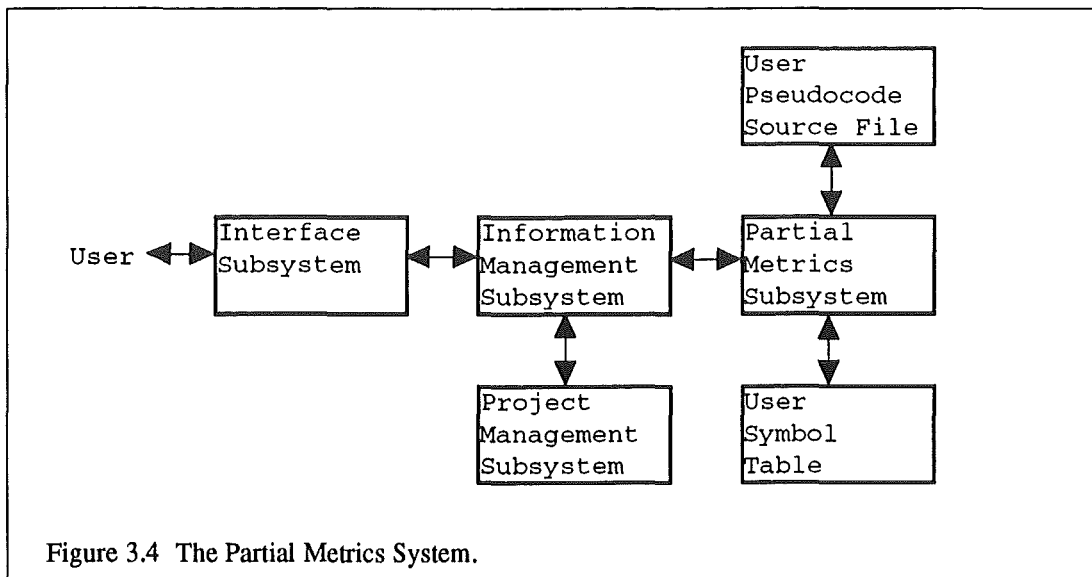 User
Pseudocode
Source File
User
Interface
Subsystem
Information
Management
Subsystem
Partial
Metrics
Subsystem
Project
Management
Subsystem
User
Symbol
Table
Figure 3.4 The Partial Metrics System.